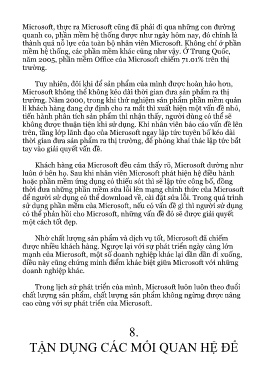 Microsoft, thực ra Microsoft cũng đã phải đi qua những con đường
quanh co, phần mềm hệ thống được như ngày hôm nay, đó chính là
thành quả nỗ lực của toàn bộ nhân viên Microsoft. Không chỉ ở phần
mềm hệ thống, các phần mềm khác cũng như vậy. Ở Trung Quốc,
năm 2005, phần mềm Office của Microsoft chiếm 71.01% trên thị
trường.
Tuy nhiên, đôi khi để sản phẩm của mình được hoàn hảo hơn,
Microsoft không thể không kéo dài thời gian đưa sản phẩm ra thị
trường. Năm 2000, trong khi thử nghiệm sản phẩm phần mềm quản
lí khách hàng đang dự định cho ra mắt thì xuất hiện một vấn đề nhỏ,
tiến hành phân tích sản phẩm thì nhận thấy, người dùng có thể sẽ
không được thuận tiện khi sử dụng. Khi nhân viên báo cáo vấn đề lên
trên, tầng lớp lãnh đạo của Microsoft ngay lập tức tuyên bố kéo dài
thời gian đưa sản phẩm ra thị trường, để phòng khai thác lập tức bắt
tay vào giải quyết vấn đề.
Khách hàng của Microsoft đều cảm thấy rõ, Microsoft dường như
luôn ở bên họ. Sau khi nhân viên Microsoft phát hiện hệ điều hành
hoặc phần mềm ứng dụng có thiếu sót thì sẽ lập tức công bố, đồng
thời đưa những phần mềm sửa lỗi lên mạng chính thức của Microsoft
để người sử dụng có thể download về, cài đặt sửa lỗi. Trong quá trình
sử dụng phần mềm của Microsoft, nếu có vấn đề gì thì người sử dụng
có thể phản hồi cho Microsoft, những vấn đề đó sẽ được giải quyết
một cách tốt đẹp.
Nhờ chất lượng sản phẩm và dịch vụ tốt, Microsoft đã chiếm
được nhiều khách hàng. Ngược lại với sự phát triển ngày càng lớn
mạnh của Microsoft, một số doanh nghiệp khác lại dần dần đi xuống,
điều này cũng chứng minh điểm khác biệt giữa Microsoft với những
doanh nghiệp khác.
Trong lịch sử phát triển của mình, Microsoft luôn luôn theo đuổi
chất lượng sản phẩm, chất lượng sản phẩm không ngừng được nâng
cao cùng với sự phát triển của Microsoft.
8.
TẬN DỤNG CÁC MỐI QUAN HỆ ĐỂ